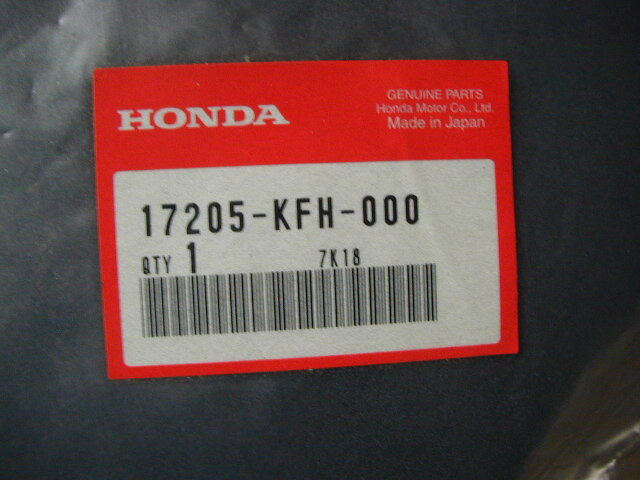 HONDA
GENUINE PARTS
Honda Motor Co., Ltd.
Made in Japan
17205-KFH-000
QTY 1 7K18